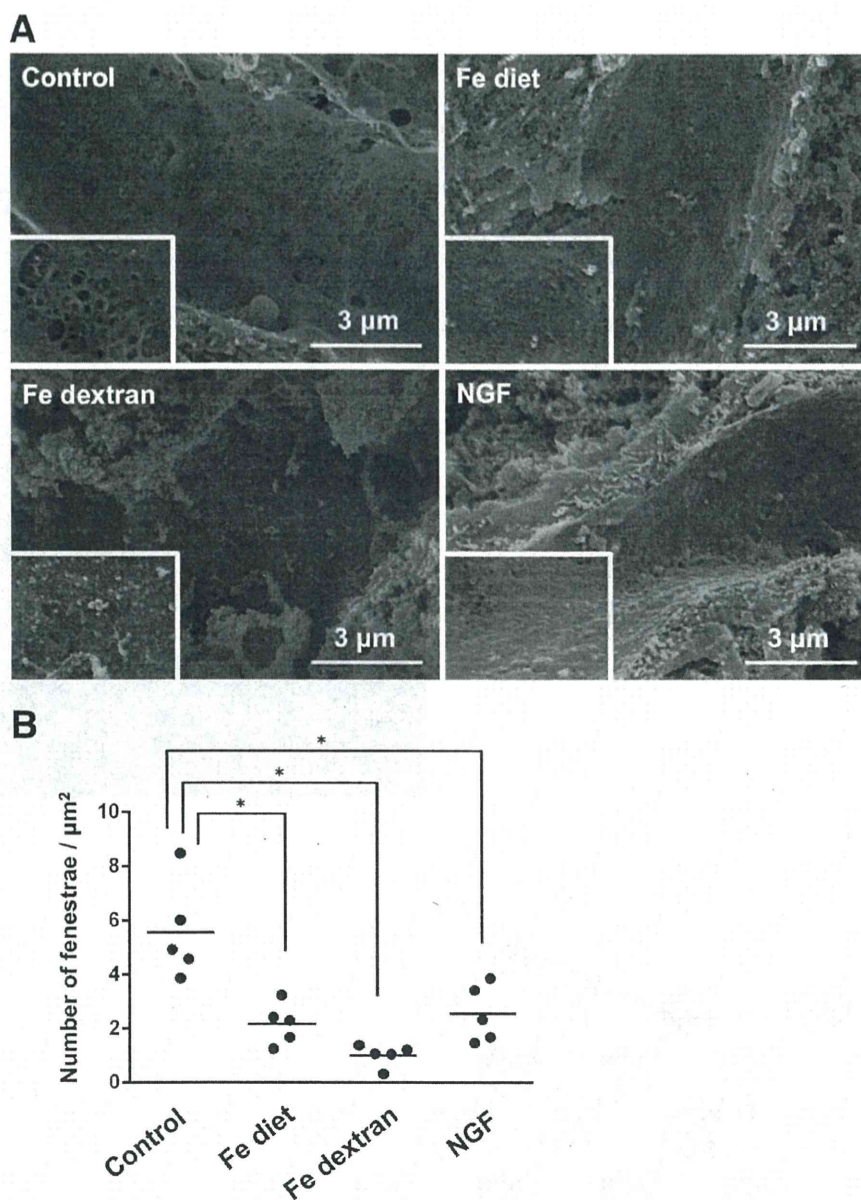 A
Control
Fe diet
3 µm
3 µm
Fe dextran
NGF
3 µm
3 µm
B
*
*
*
Number of fenestrae / µm²
10
8
6
4
2
0
Control
Fe diet
Fe dextran
NGF